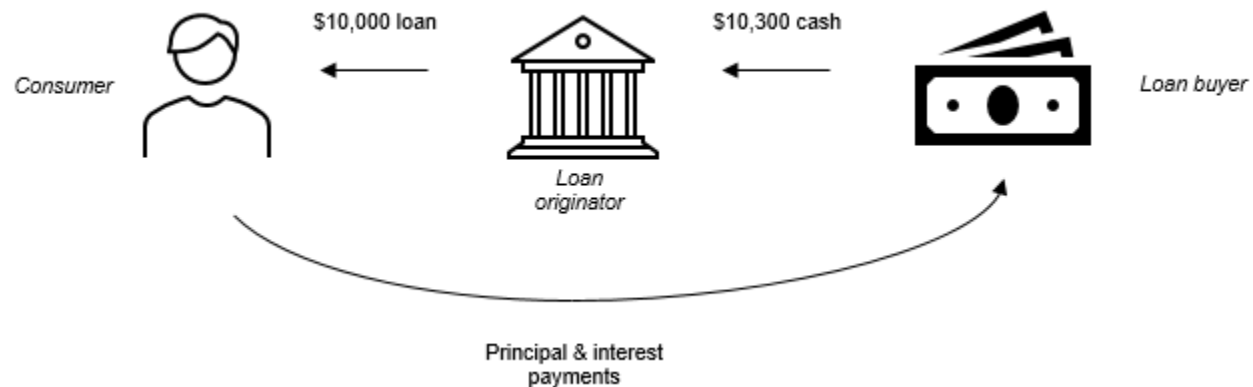 $10,000 loan
$10,300 cash
Consumer
Loan buyer
Loan
originator
Principal & interest
payments